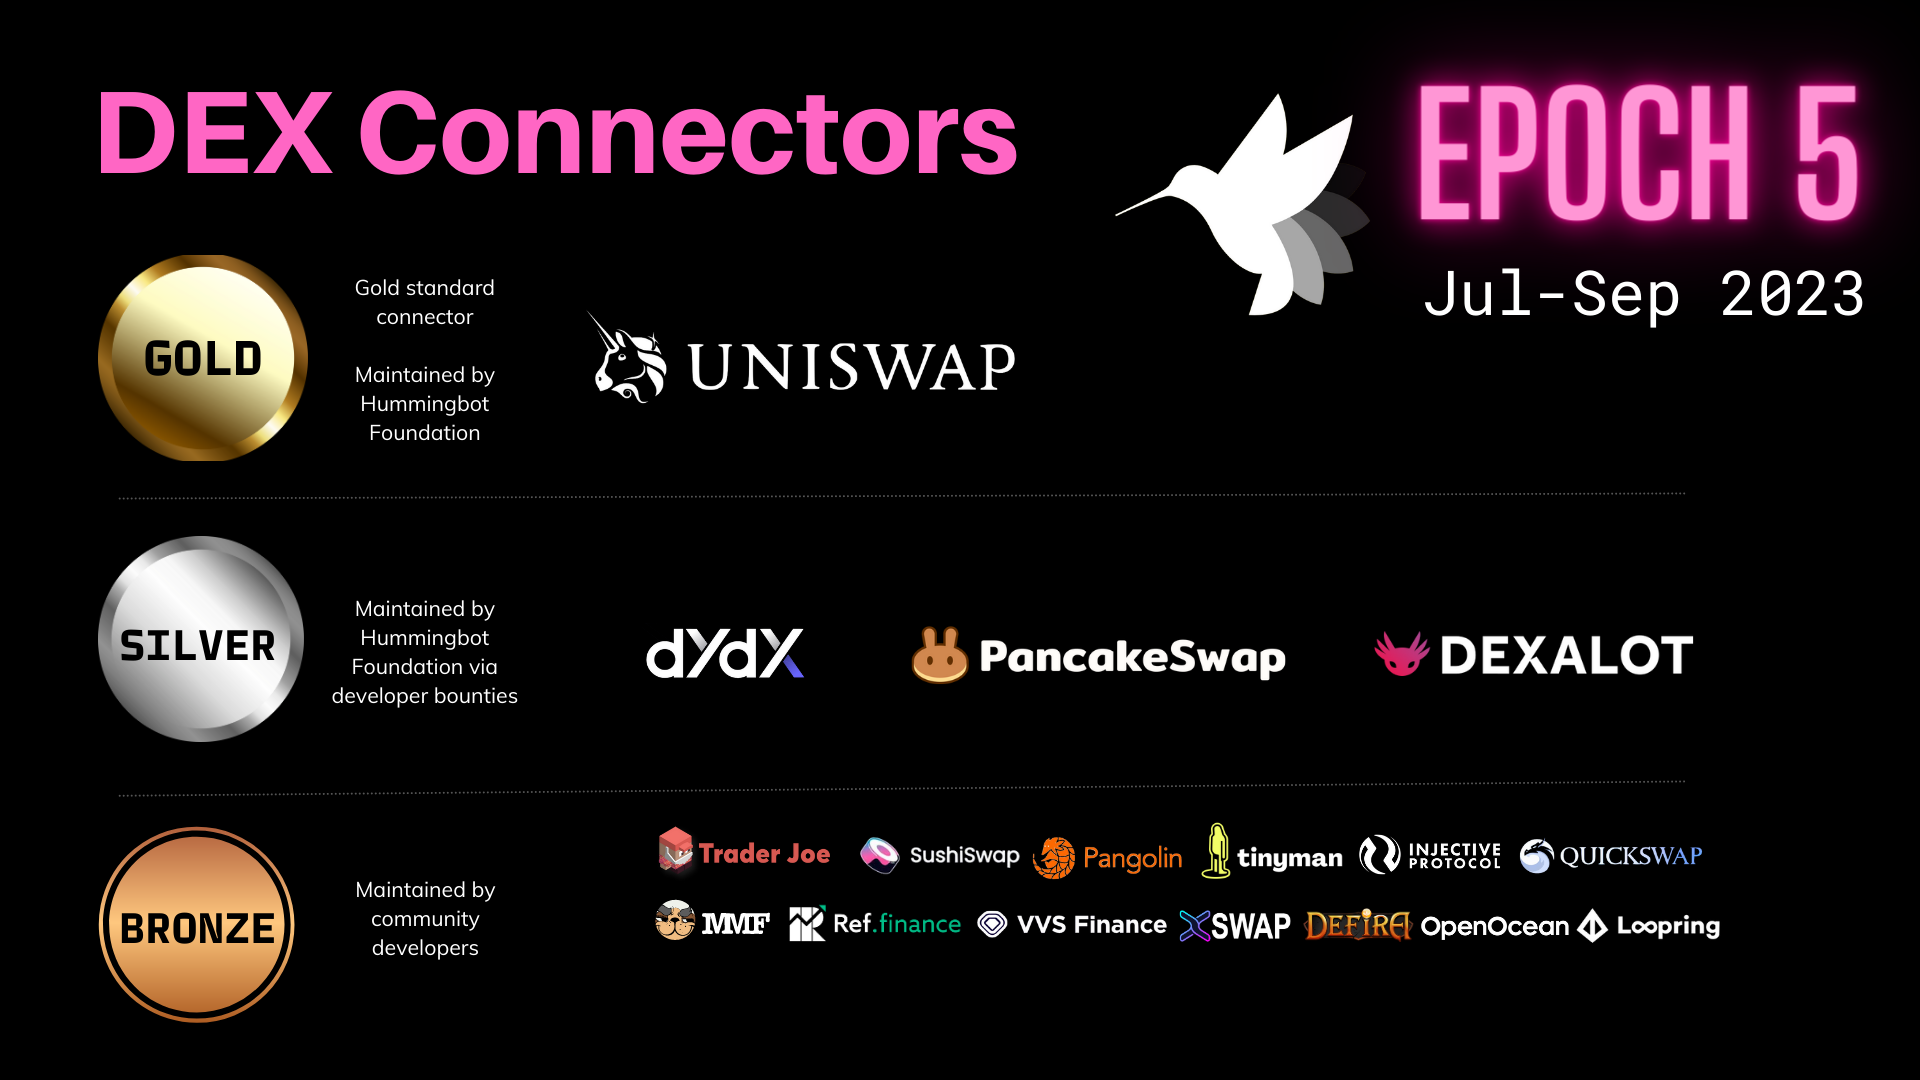 DEX Connectors
EPOCH 5
Jul-Sep 2023
GOLD
Gold standard
connector
Maintained by
Hummingbot
Foundation
UNISWAP
SILVER
Maintained by
Hummingbot
Foundation via
developer bounties
dYdX
PancakeSwap
DEXALOT
BRONZE
Maintained by
community
developers
Trader Joe
SushiSwap
Pangolin
tinyman
INJECTIVE
PROTOCOL
QUICKSWAP
MMF
Ref.finance
VVS Finance
XSWAP
DEFIRA
OpenOcean
Loopring